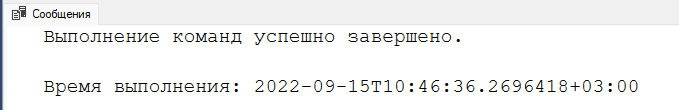 Сообщения
Выполнение команд успешно завершено.
Время выполнения: 2022-09-15T10:46:36.2696418+03:00